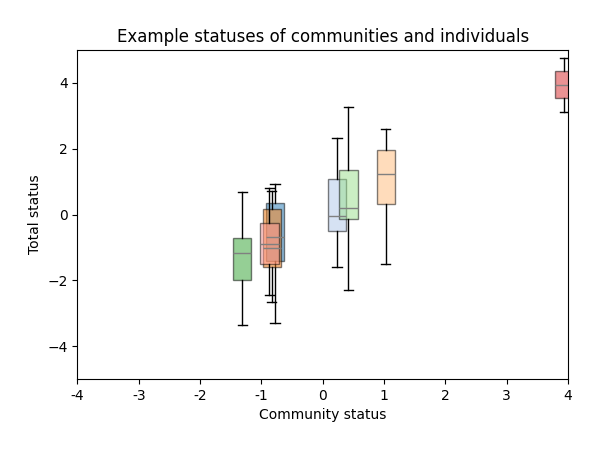 Example statuses of communities and individuals
Total status
4
2
0
−2
−4
-4 -3 -2 -1 0 1 2 3 4
Community status